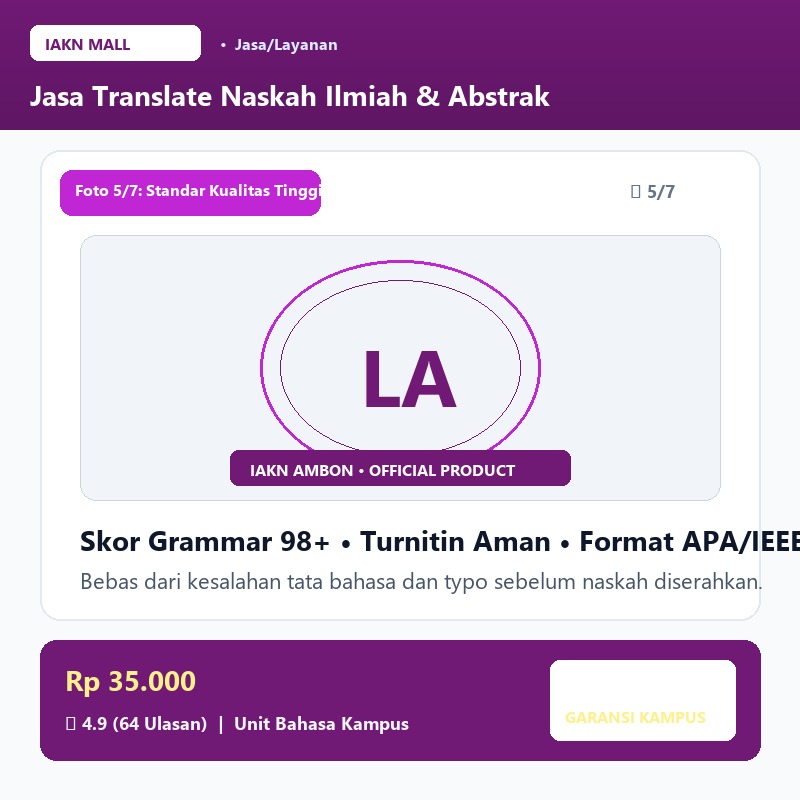 IAKN MALL
• Jasa/Layanan
Jasa Translate Naskah Ilmiah & Abstrak
Foto 5/7: Standar Kualitas Tinggi
5/7
LA
IAKN AMBON • OFFICIAL PRODUCT
Skor Grammar 98+ • Turnitin Aman • Format APA/IEEE
Bebas dari kesalahan tata bahasa dan typo sebelum naskah diserahkan.
Rp 35.000
4.9 (64 Ulasan) | Unit Bahasa Kampus
GARANSI KAMPUS